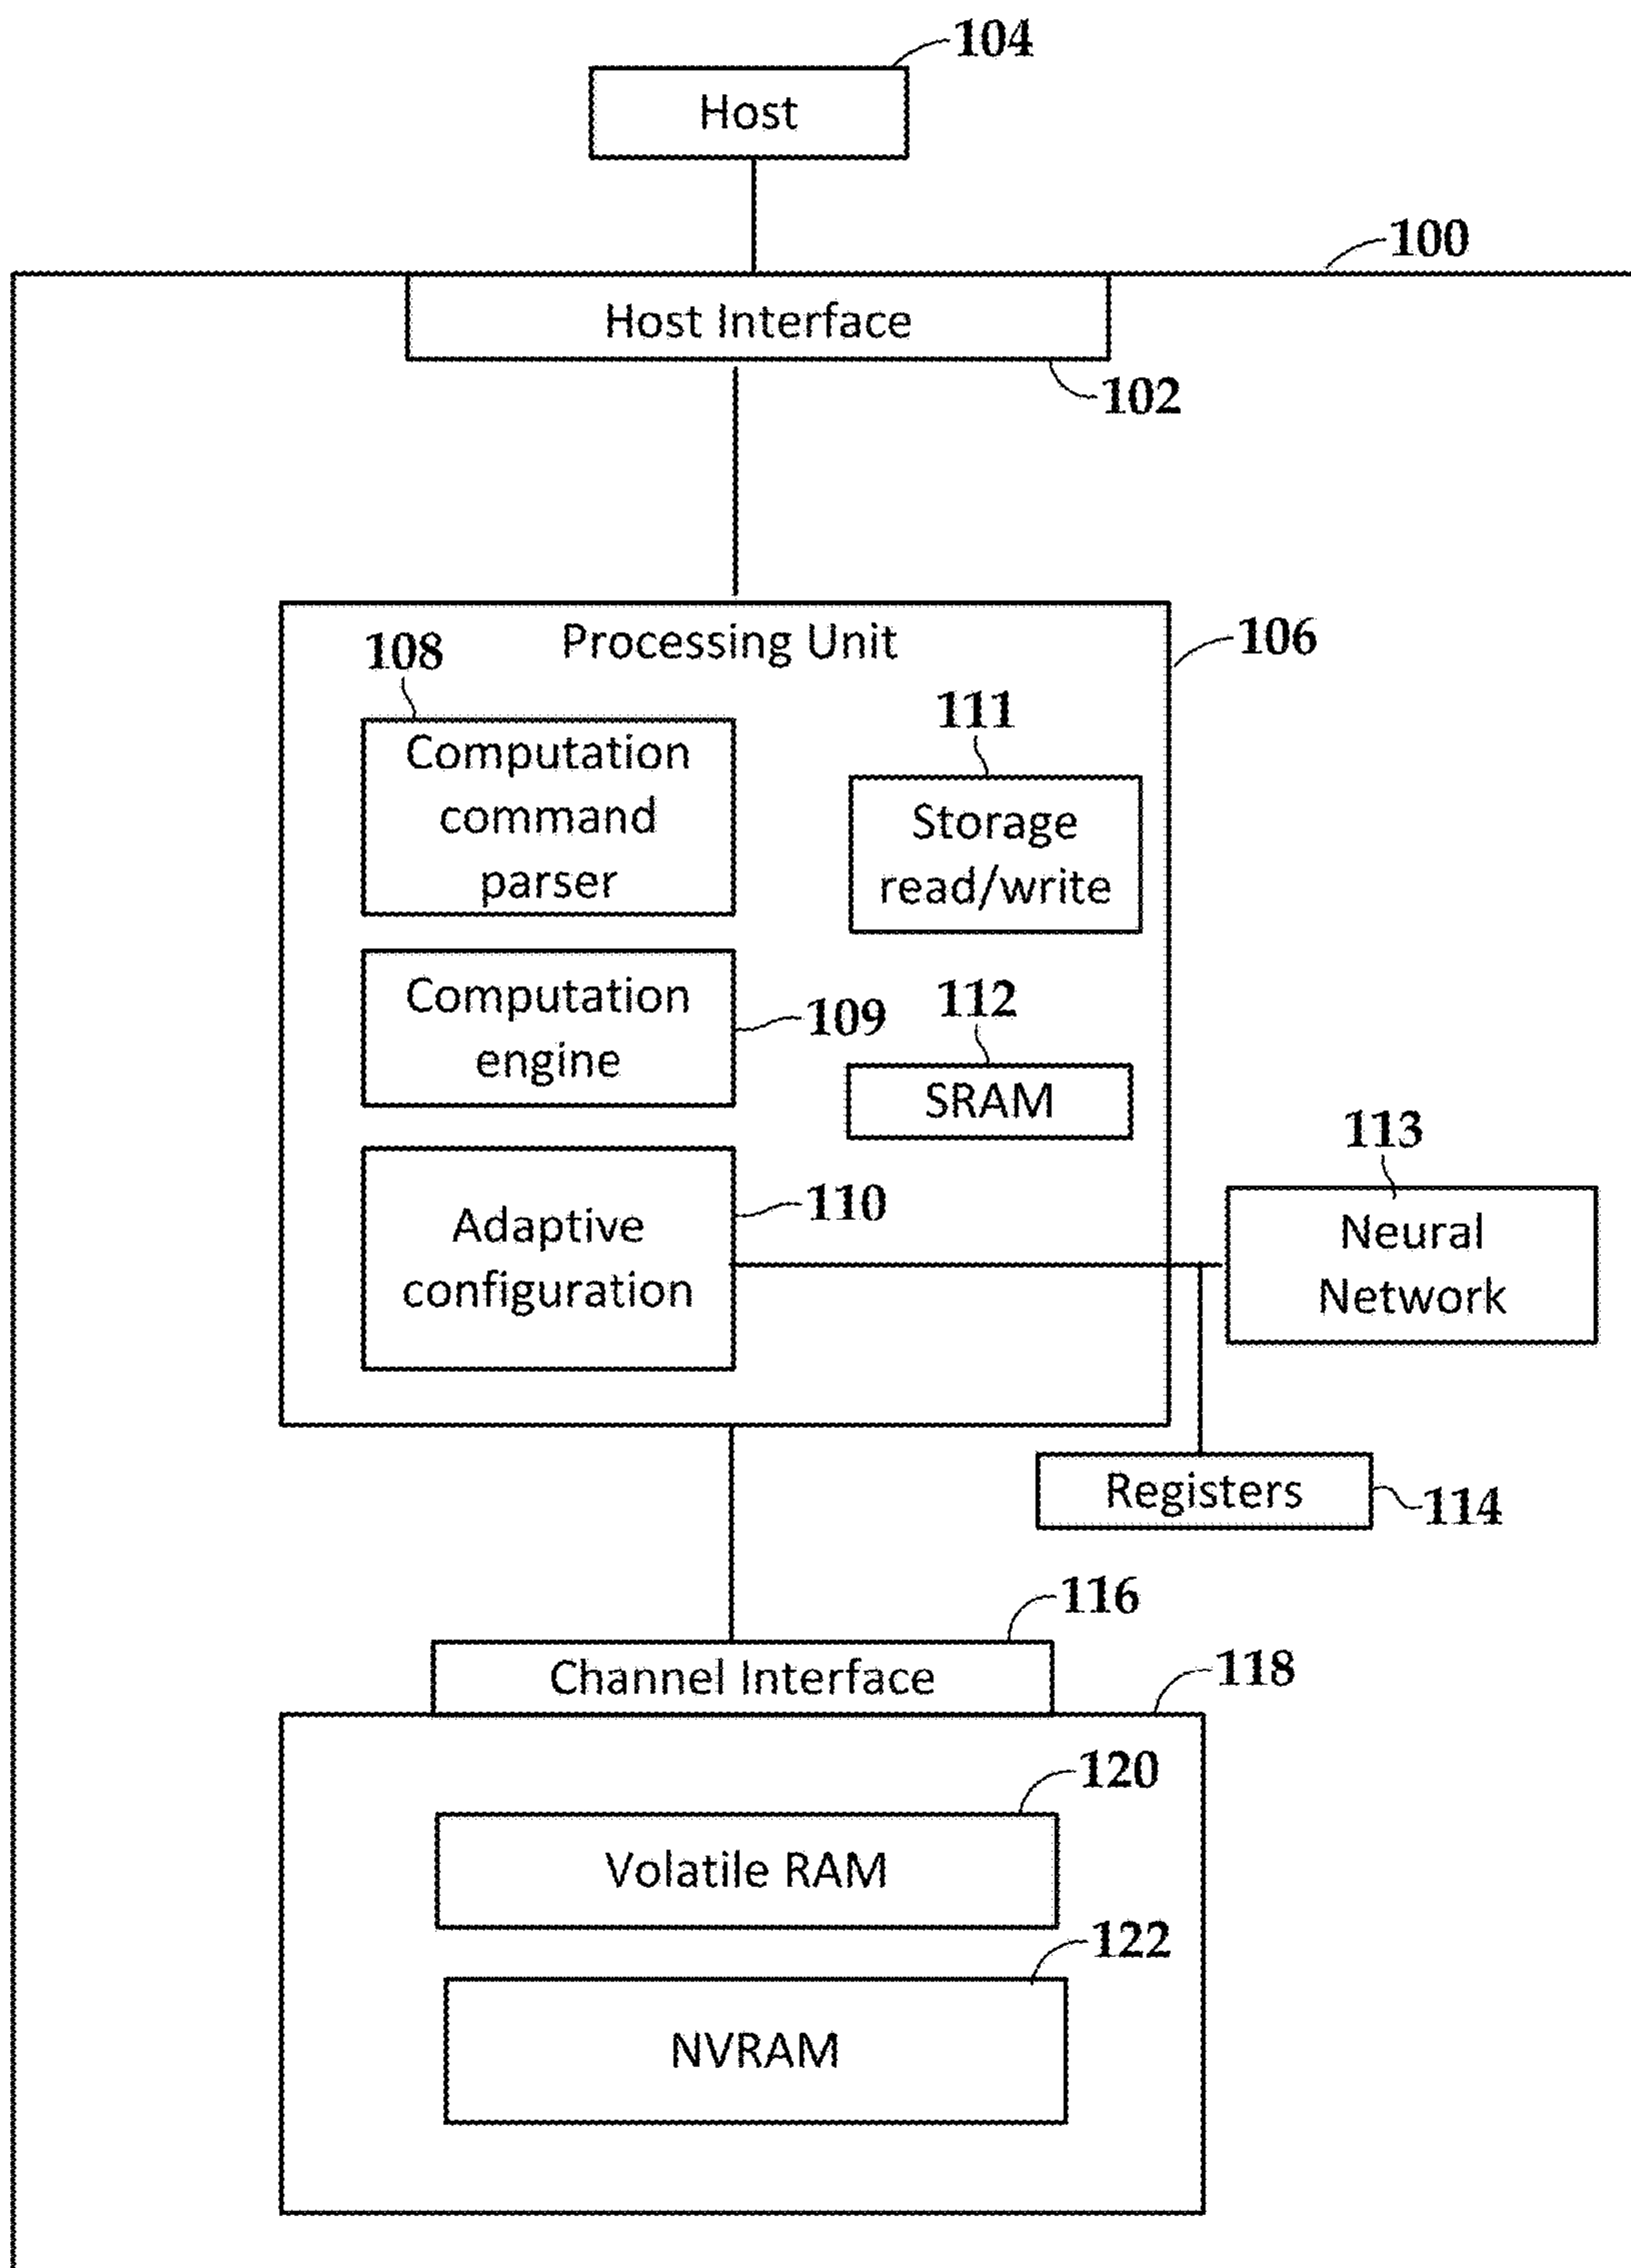 104
Host
100
Host Interface
102
Processing Unit
106
108
111
Computation
command
parser
Storage
read/write
Computation
engine
109
112
SRAM
113
Adaptive
configuration
110
Neural
Network
Registers
114
116
Channel Interface
118
120
Volatile RAM
122
NVRAM